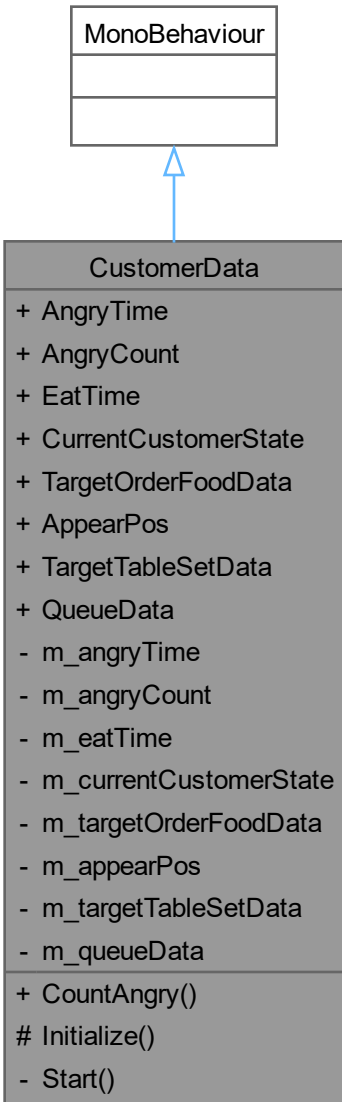 MonoBehaviour
CustomerData
+ AngryTime
+ AngryCount
+ EatTime
+ CurrentCustomerState
+ TargetOrderFoodData
+ AppearPos
+ TargetTableSetData
+ QueueData
- m_angryTime
- m_angryCount
- m_eatTime
- m_currentCustomerState
- m_targetOrderFoodData
- m_appearPos
- m_targetTableSetData
- m_queueData
+ CountAngry()
# Initialize()
- Start()